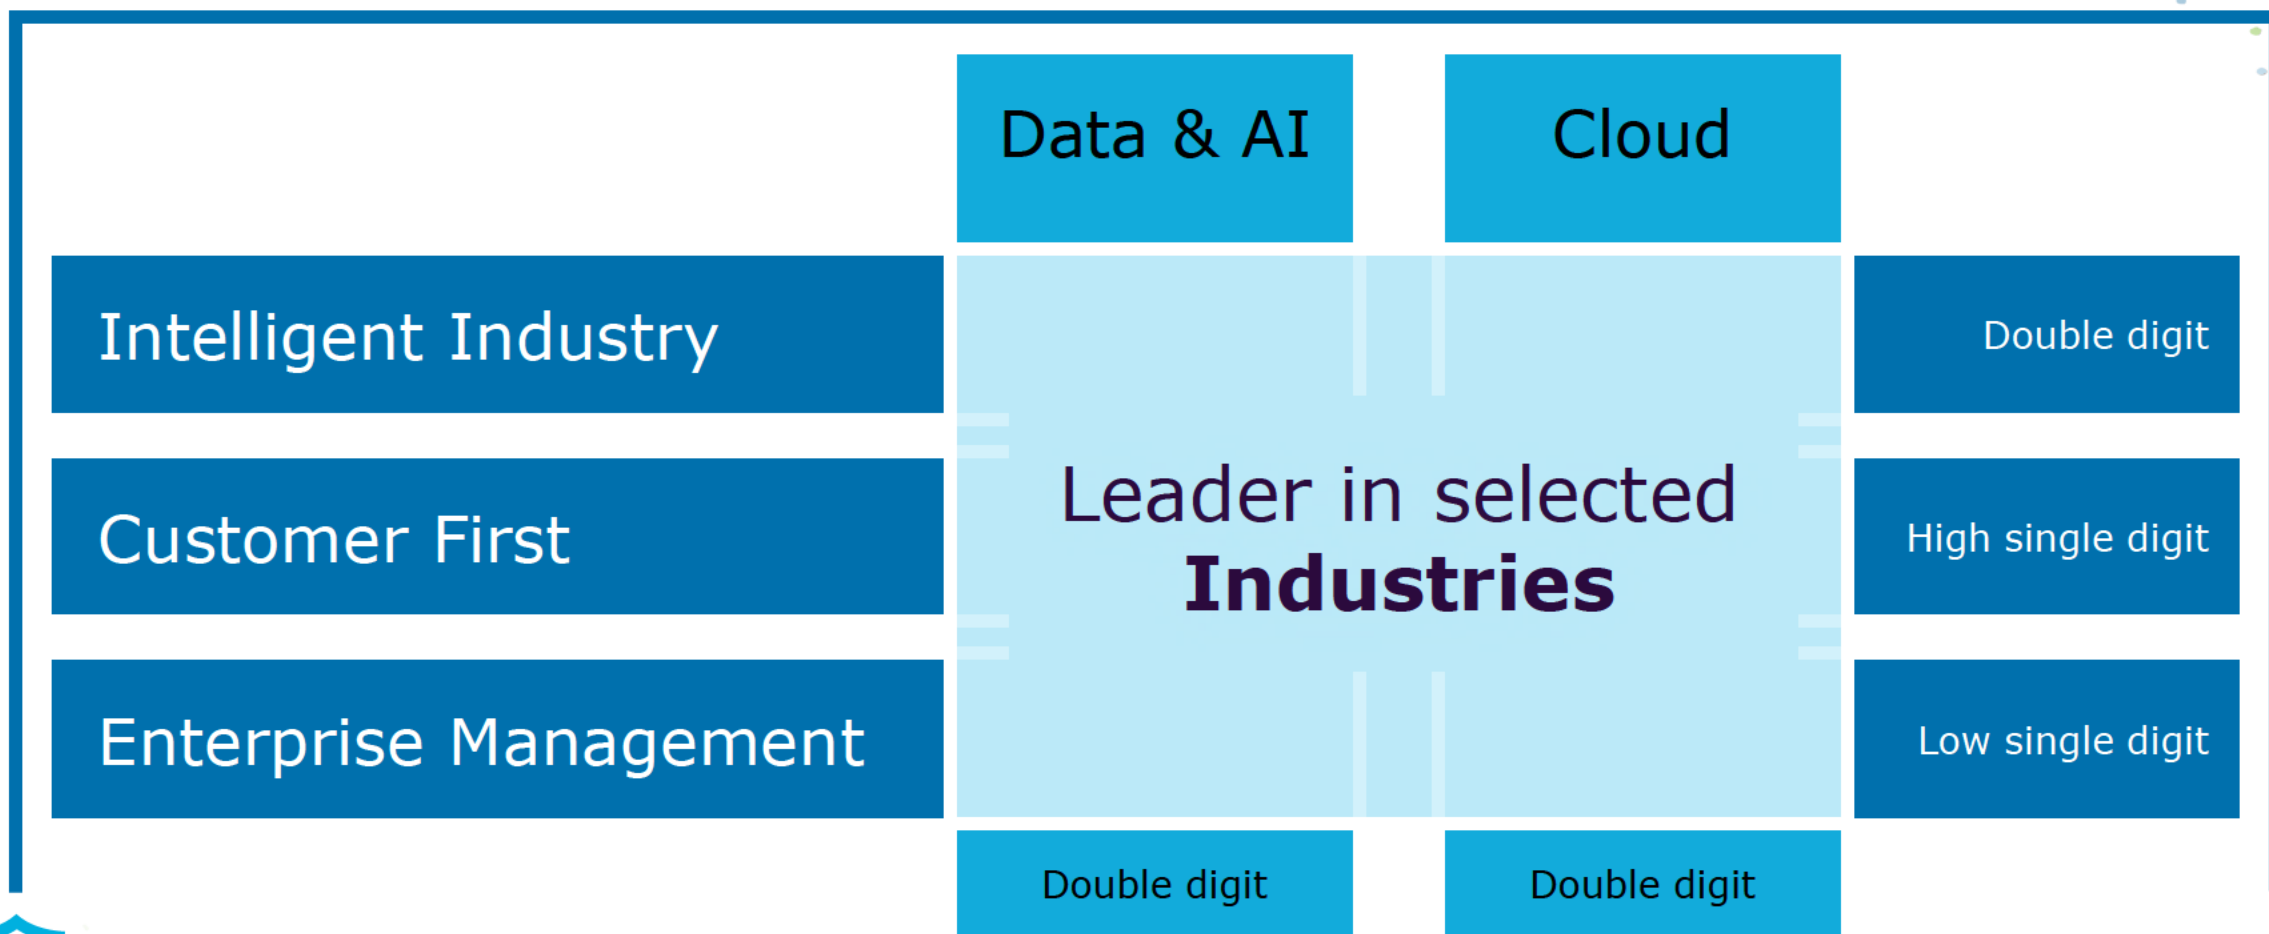 Data & AI
Cloud
Intelligent Industry
Double digit
Customer First
Leader in selected
Industries
High single digit
Enterprise Management
Low single digit
Double digit
Double digit